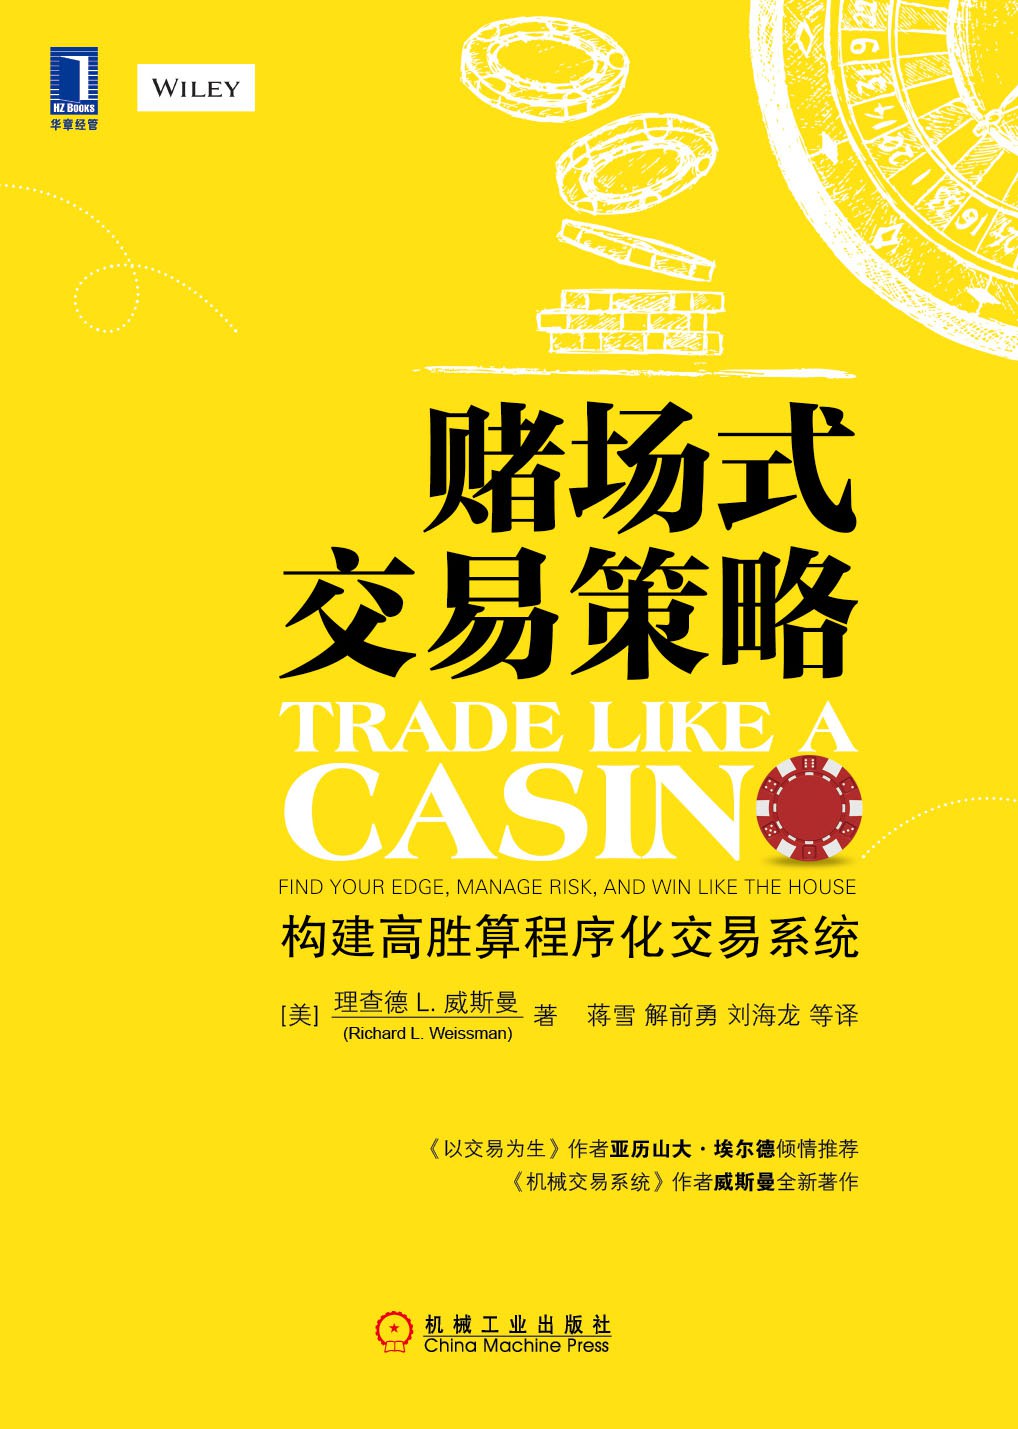 HZ BOOKS
华章经管
WILEY
赌场式
交易策略
TRADE LIKE A
CASINO
FIND YOUR EDGE, MANAGE RISK, AND WIN LIKE THE HOUSE
构建高胜算程序化交易系统
[美] 理查德 L. 威斯曼 著 蒋雪 解前勇 刘海龙 等译
(Richard L. Weissman)
《以交易为生》作者亚历山大·埃尔德倾情推荐
《机械交易系统》作者威斯曼全新著作
机械工业出版社
China Machine Press